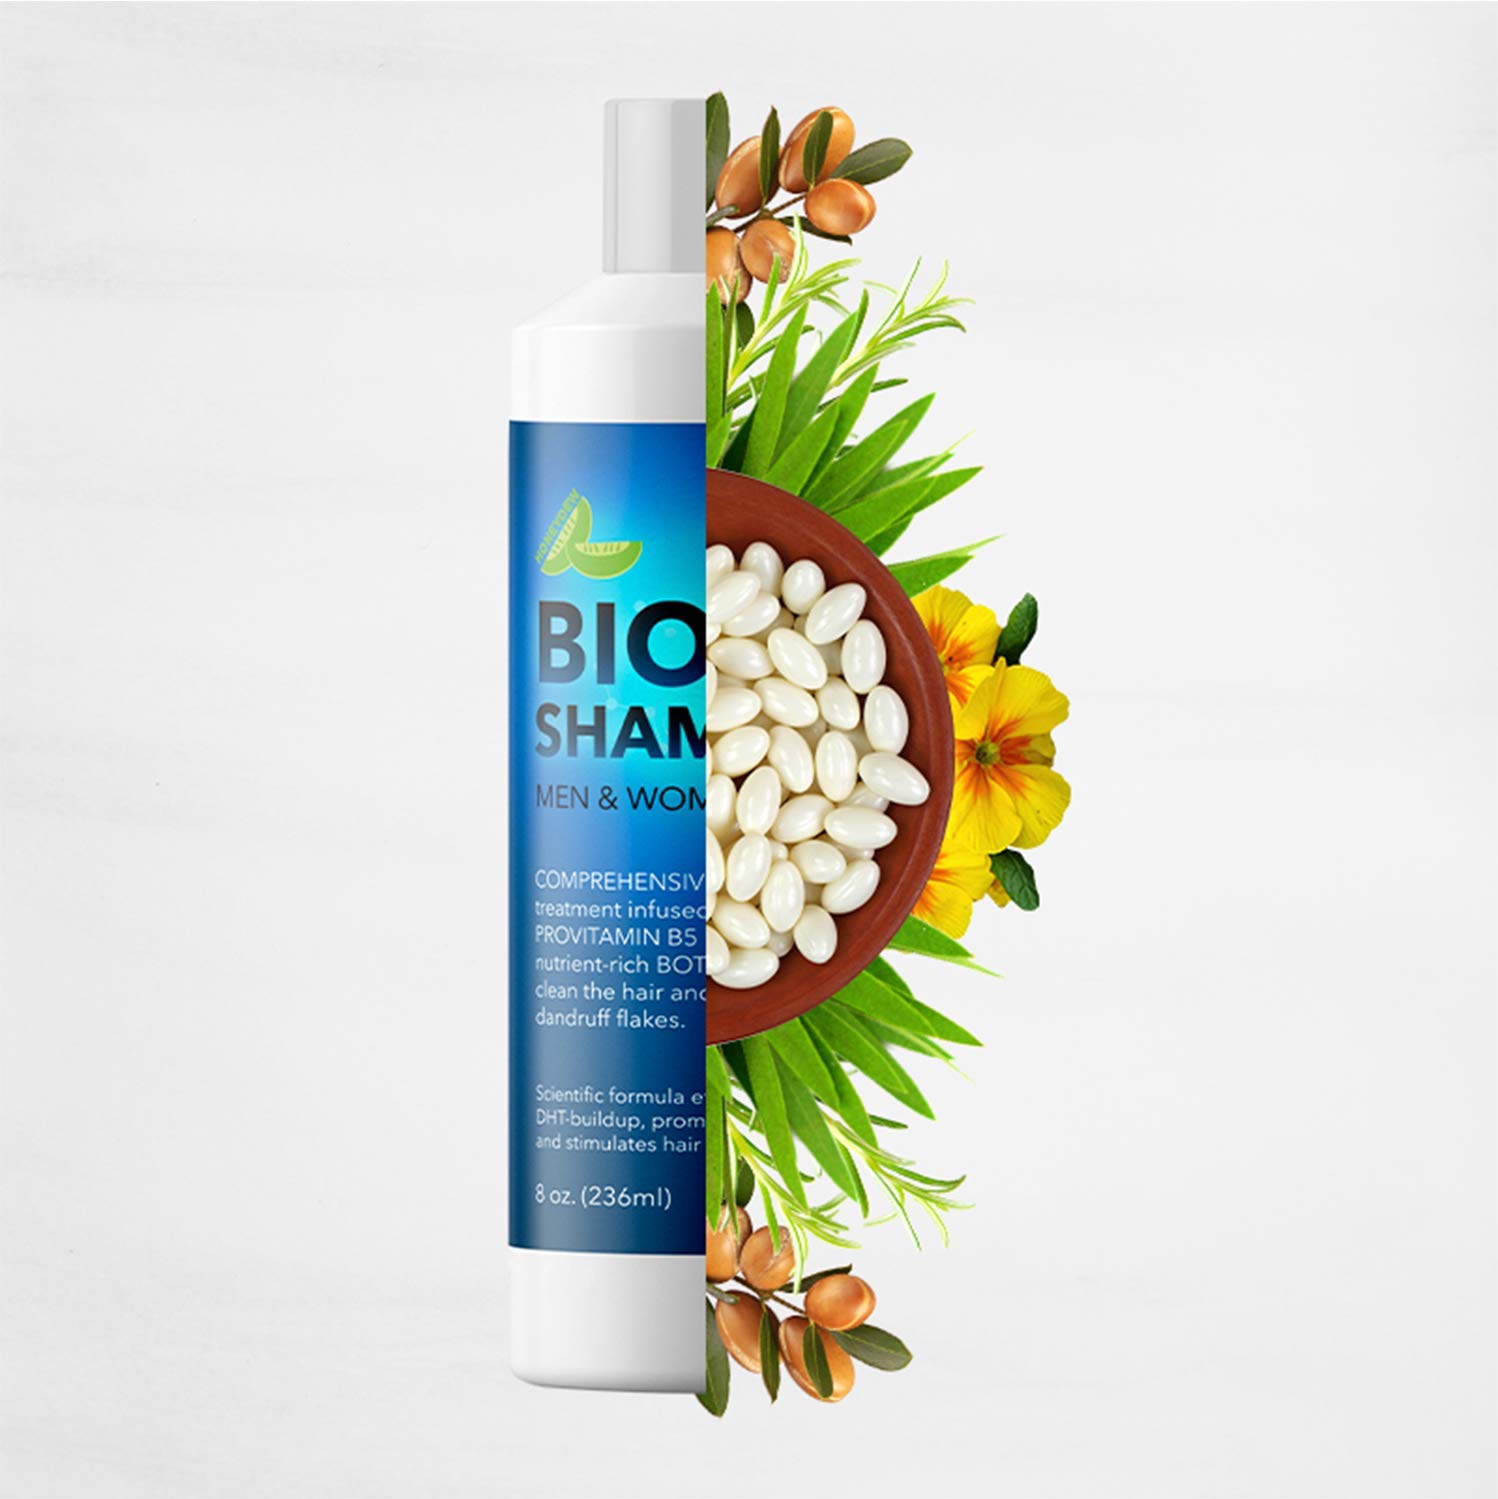 HONEYDEW
BIO
SHAM
MEN & WOM
COMPREHENSIV
treatment infused
PROVITAMIN B5
nutrient-rich BOT
clean the hair and
dandruff flakes.
Scientific formula e
DHT-buildup, prom
and stimulates hair
8 oz. (236ml)